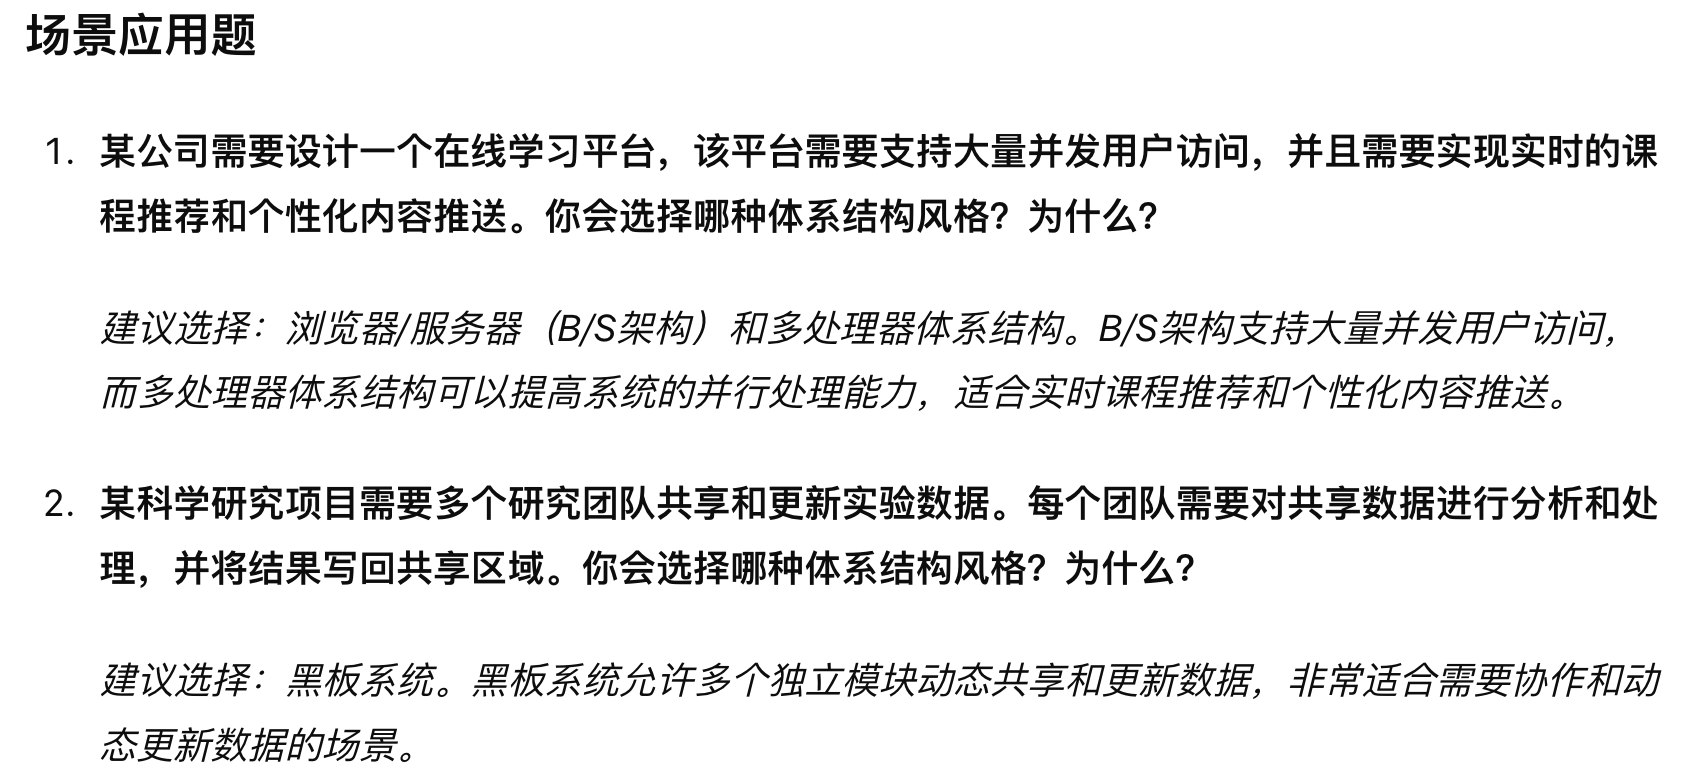 场景应用题
1. 某公司需要设计一个在线学习平台，该平台需要支持大量并发用户访问，并且需要实现实时的课
程推荐和个性化内容推送。你会选择哪种体系结构风格？为什么？
建议选择：浏览器/服务器（B/S架构）和多处理器体系结构。B/S架构支持大量并发用户访问，
而多处理器体系结构可以提高系统的并行处理能力，适合实时课程推荐和个性化内容推送。
2. 某科学研究项目需要多个研究团队共享和更新实验数据。每个团队需要对共享数据进行分析和处
理，并将结果写回共享区域。你会选择哪种体系结构风格？为什么？
建议选择：黑板系统。黑板系统允许多个独立模块动态共享和更新数据，非常适合需要协作和动
态更新数据的场景。